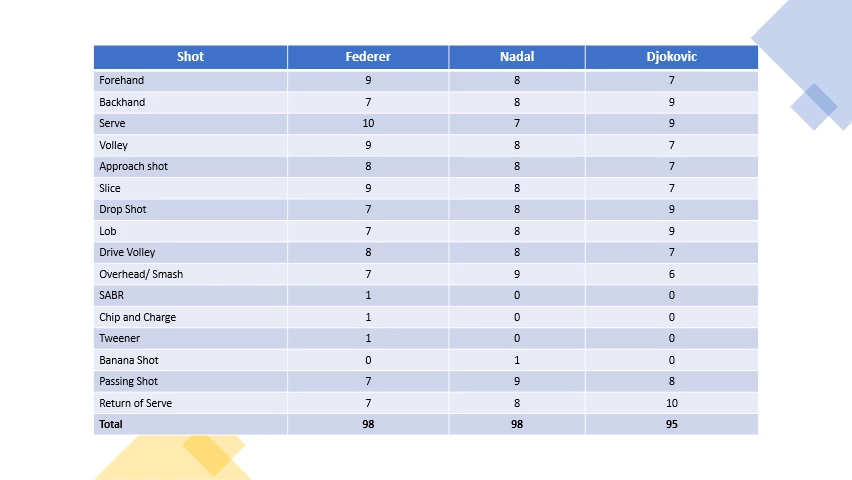 Shot Federer Nadal Djokovic
Forehand 9 8 7
Backhand 7 8 9
Serve 10 7 9
Volley 9 8 7
Approach shot 8 8 7
Slice 9 8 7
Drop Shot 7 8 9
Lob 7 8 9
Drive Volley 8 8 7
Overhead/ Smash 7 9 6
SABR 1 0 0
Chip and Charge 1 0 0
Tweener 1 0 0
Banana Shot 0 1 0
Passing Shot 7 9 8
Return of Serve 7 8 10
Total 98 98 95